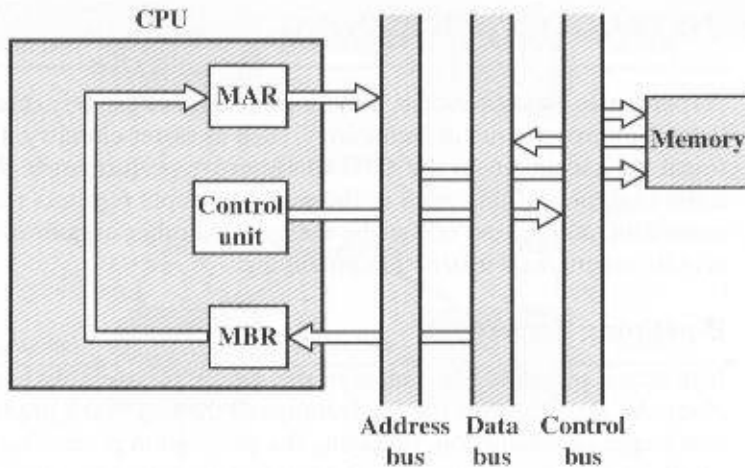 CPU
MAR
Memory
Control
unit
MBR
Address
bus
Data
bus
Control
bus